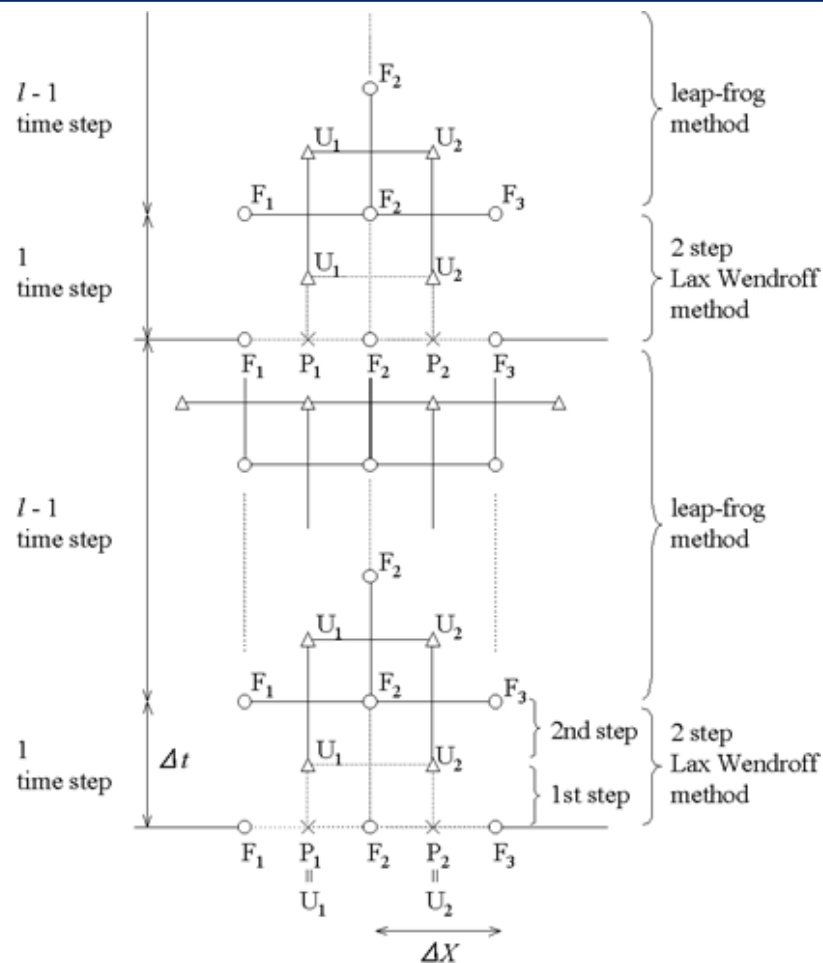 F₂
l - 1
time step
leap-frog
method
U₁ U₂
F₁ F₂ F₃
1
time step
U₁ U₂
2 step
Lax Wendroff
method
F₁ P₁ F₂ P₂ F₃
l - 1
time step
leap-frog
method
F₂
U₁ U₂
F₁ F₂ F₃
1
time step
Δt
U₁ U₂
2nd step
1st step
2 step
Lax Wendroff
method
F₁ P₁ F₂ P₂ F₃
= =
U₁ U₂
ΔX